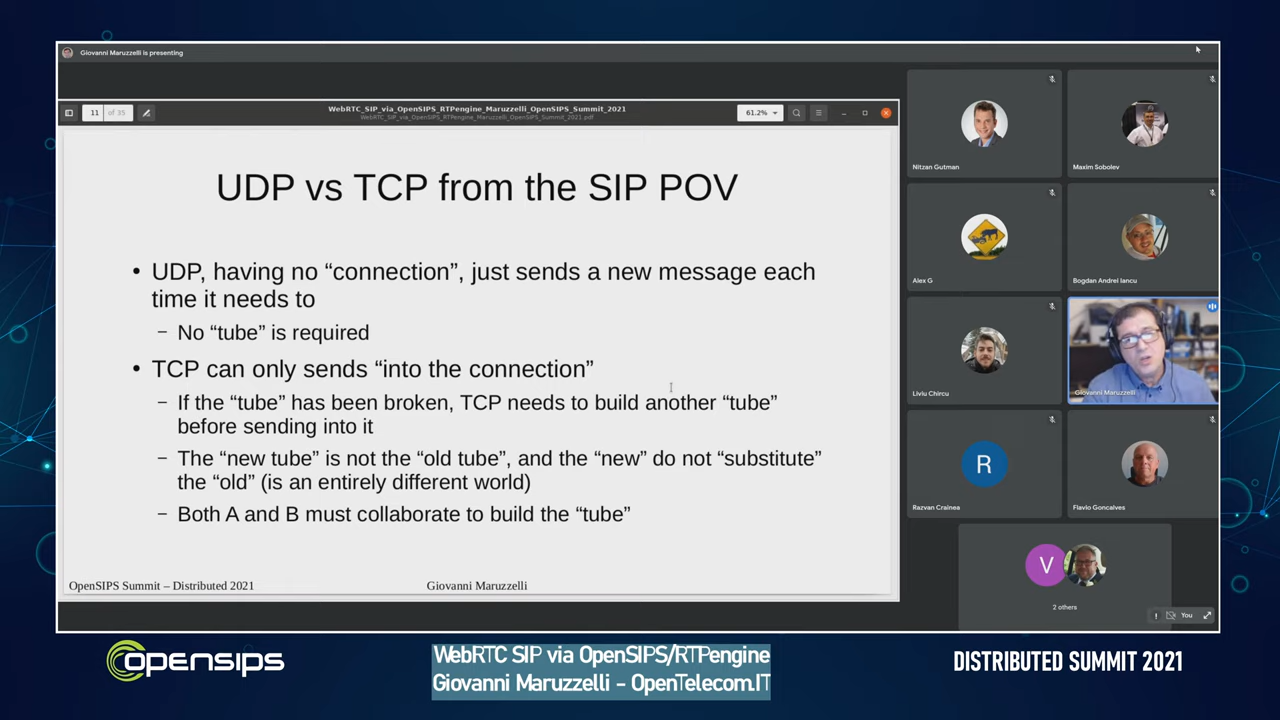 Giovanni Maruzzelli is presenting
11 of 35
WebRTC_SIP_via_OpenSIPS_RTPengine_Maruzzelli_OpenSIPS_Summit_2021
WebRTC_SIP_via_OpenSIPS_RTPengine_Maruzzelli_OpenSIPS_Summit_2021.pdf
61.2%
UDP vs TCP from the SIP POV
• UDP, having no “connection”, just sends a new message each
time it needs to
– No “tube” is required
• TCP can only sends “into the connection”
– If the “tube” has been broken, TCP needs to build another “tube”
before sending into it
– The “new tube” is not the “old tube”, and the “new” do not “substitute”
the “old” (is an entirely different world)
– Both A and B must collaborate to build the “tube”
OpenSIPS Summit – Distributed 2021
Giovanni Maruzzelli
Nitzan Gutman
Maxim Sobolev
Alex G
Bogdan Andrei Iancu
Liviu Chircu
Giovanni Maruzzelli
R
Razvan Crainea
Flavio Goncalves
V
2 others
You
opensips
WebRTC SIP via OpenSIPS/RTPengine
Giovanni Maruzzelli - OpenTelecom.IT
DISTRIBUTED SUMMIT 2021